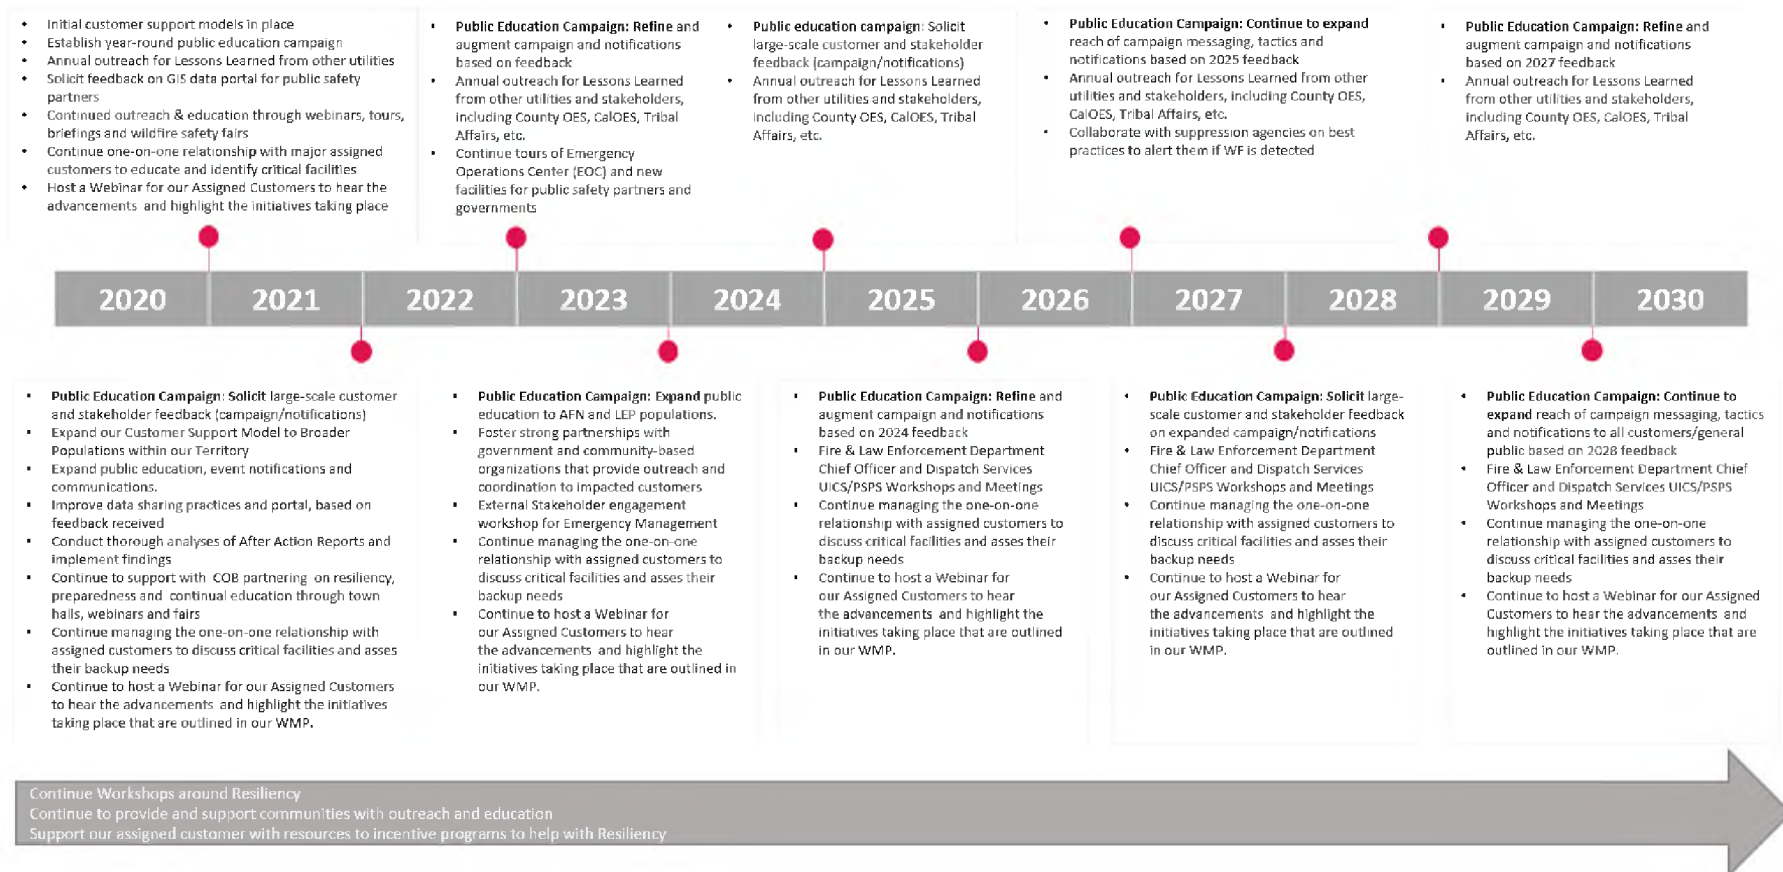 • Initial customer support models in place
• Establish year-round public education campaign
• Annual outreach for Lessons Learned from other utilities
• Solicit feedback on GIS data portal for public safety
partners
• Continued outreach & education through webinars, tours,
briefings and wildfire safety fairs
• Continue one-on-one relationship with major assigned
customers to educate and identify critical facilities
• Host a Webinar for our Assigned Customers to hear the
advancements and highlight the initiatives taking place
▪ Public Education Campaign: Refine and
augment campaign and notifications
based on feedback
• Annual outreach for Lessons Learned
from other utilities and stakeholders,
including County OES, CalOES, Tribal
Affairs, etc.
• Continue tours of Emergency
Operations Center (EOC) and new
facilities for public safety partners and
governments
• Public education campaign: Solicit
large-scale customer and stakeholder
feedback (campaign/notifications)
• Annual outreach for Lessons Learned
from other utilities and stakeholders,
including County OES, CalOES, Tribal
Affairs, etc.
• Public Education Campaign: Continue to expand
reach of campaign messaging, tactics and
notifications based on 2025 feedback
• Annual outreach for Lessons Learned from other
utilities and stakeholders, including County OES,
CalOES, Tribal Affairs, etc.
• Collaborate with suppression agencies on best
practices to alert them if WF is detected
▪ Public Education Campaign: Refine and
augment campaign and notifications
based on 2027 feedback
• Annual outreach for Lessons Learned
from other utilities and stakeholders,
including County OES, CalOES, Tribal
Affairs, etc.
2020 2021 2022 2023 2024 2025 2026 2027 2028 2029 2030
▪ Public Education Campaign: Solicit large-scale customer
and stakeholder feedback (campaign/notifications)
▪ Expand our Customer Support Model to Broader
Populations within our Territory
▪ Expand public education, event notifications and
communications.
▪ Improve data sharing practices and portal, based on
feedback received
▪ Conduct thorough analyses of After Action Reports and
implement findings
▪ Continue to support with COB partnering on resiliency,
preparedness and continual education through town
halls, webinars and fairs
▪ Continue managing the one-on-one relationship with
assigned customers to discuss critical facilities and asses
their backup needs
▪ Continue to host a Webinar for our Assigned Customers
to hear the advancements and highlight the initiatives
taking place that are outlined in our WMP.
▪ Public Education Campaign: Expand public
education to AFN and LEP populations.
• Foster strong partnerships with
government and community-based
organizations that provide outreach and
coordination to impacted customers
• External Stakeholder engagement
workshop for Emergency Management
• Continue managing the one-on-one
relationship with assigned customers to
discuss critical facilities and asses their
backup needs
• Continue to host a Webinar for
our Assigned Customers to hear
the advancements and highlight the
initiatives taking place that are outlined in
our WMP.
▪ Public Education Campaign: Refine and
augment campaign and notifications
based on 2024 feedback
• Fire & Law Enforcement Department
Chief Officer and Dispatch Services
UICS/PSPS Workshops and Meetings
• Continue managing the one-on-one
relationship with assigned customers to
discuss critical facilities and asses their
backup needs
• Continue to host a Webinar for
our Assigned Customers to hear
the advancements and highlight the
initiatives taking place that are outlined
in our WMP.
• Public Education Campaign: Solicit large-
scale customer and stakeholder feedback
on expanded campaign/notifications
• Fire & Law Enforcement Department
Chief Officer and Dispatch Services
UICS/PSPS Workshops and Meetings
• Continue managing the one-on-one
relationship with assigned customers to
discuss critical facilities and asses their
backup needs
• Continue to host a Webinar for
our Assigned Customers to hear
the advancements and highlight the
initiatives taking place that are outlined
in our WMP.
▪ Public Education Campaign: Continue to
expand reach of campaign messaging, tactics
and notifications to all customers/general
public based on 2028 feedback
• Fire & Law Enforcement Department Chief
Officer and Dispatch Services UICS/PSPS
Workshops and Meetings
• Continue managing the one-on-one
relationship with assigned customers to
discuss critical facilities and asses their
backup needs
• Continue to host a Webinar for our Assigned
Customers to hear the advancements and
highlight the initiatives taking place that are
outlined in our WMP.
Continue Workshops around Resiliency
Continue to provide and support communities with outreach and education
Support our assigned customer with resources to incentive programs to help with Resiliency